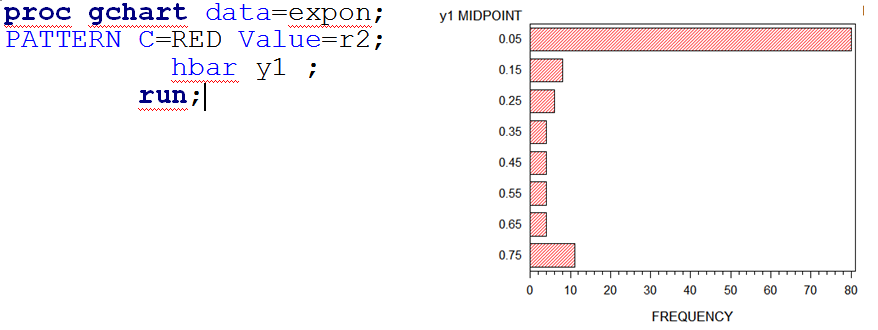 proc gchart data=expon;
PATTERN C=RED Value=r2;
hbar y1 ;
run;
y1 MIDPOINT
0.05
0.15
0.25
0.35
0.45
0.55
0.65
0.75
0 10 20 30 40 50 60 70 80
FREQUENCY